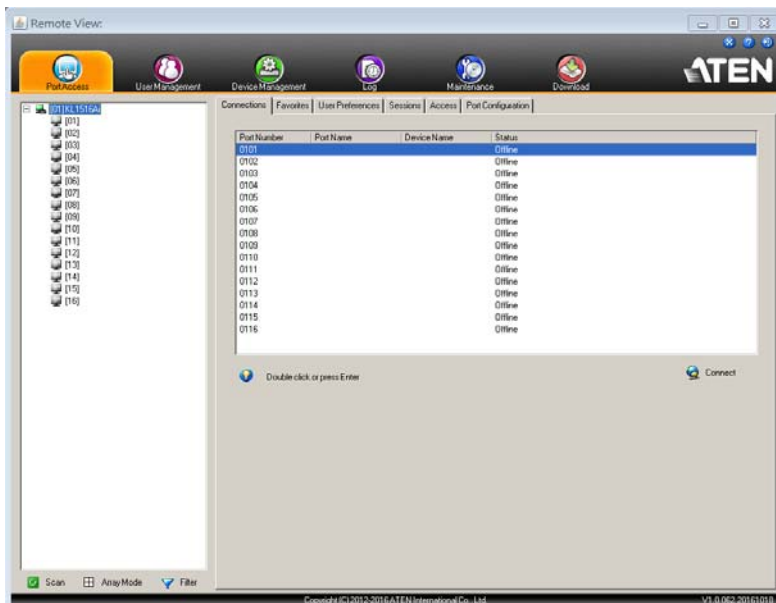 Remote View:
ATEN
Port Access User Management Device Management Log Maintenance Download
Connections Favorites User Preferences Sessions Access Port Configuration
[01]KL1516Ai
[01]
[02]
[03]
[04]
[05]
[06]
[07]
[08]
[09]
[10]
[11]
[12]
[13]
[14]
[15]
[16]
Port Number Port Name Device Name Status
0101 Offline
0102 Offline
0103 Offline
0104 Offline
0105 Offline
0106 Offline
0107 Offline
0108 Offline
0109 Offline
0110 Offline
0111 Offline
0112 Offline
0113 Offline
0114 Offline
0115 Offline
0116 Offline
Double click or press Enter
Connect
Scan Array Mode Filter
Copyright (C) 2012-2016 ATEN International Co., Ltd. V1.0.062.20161018